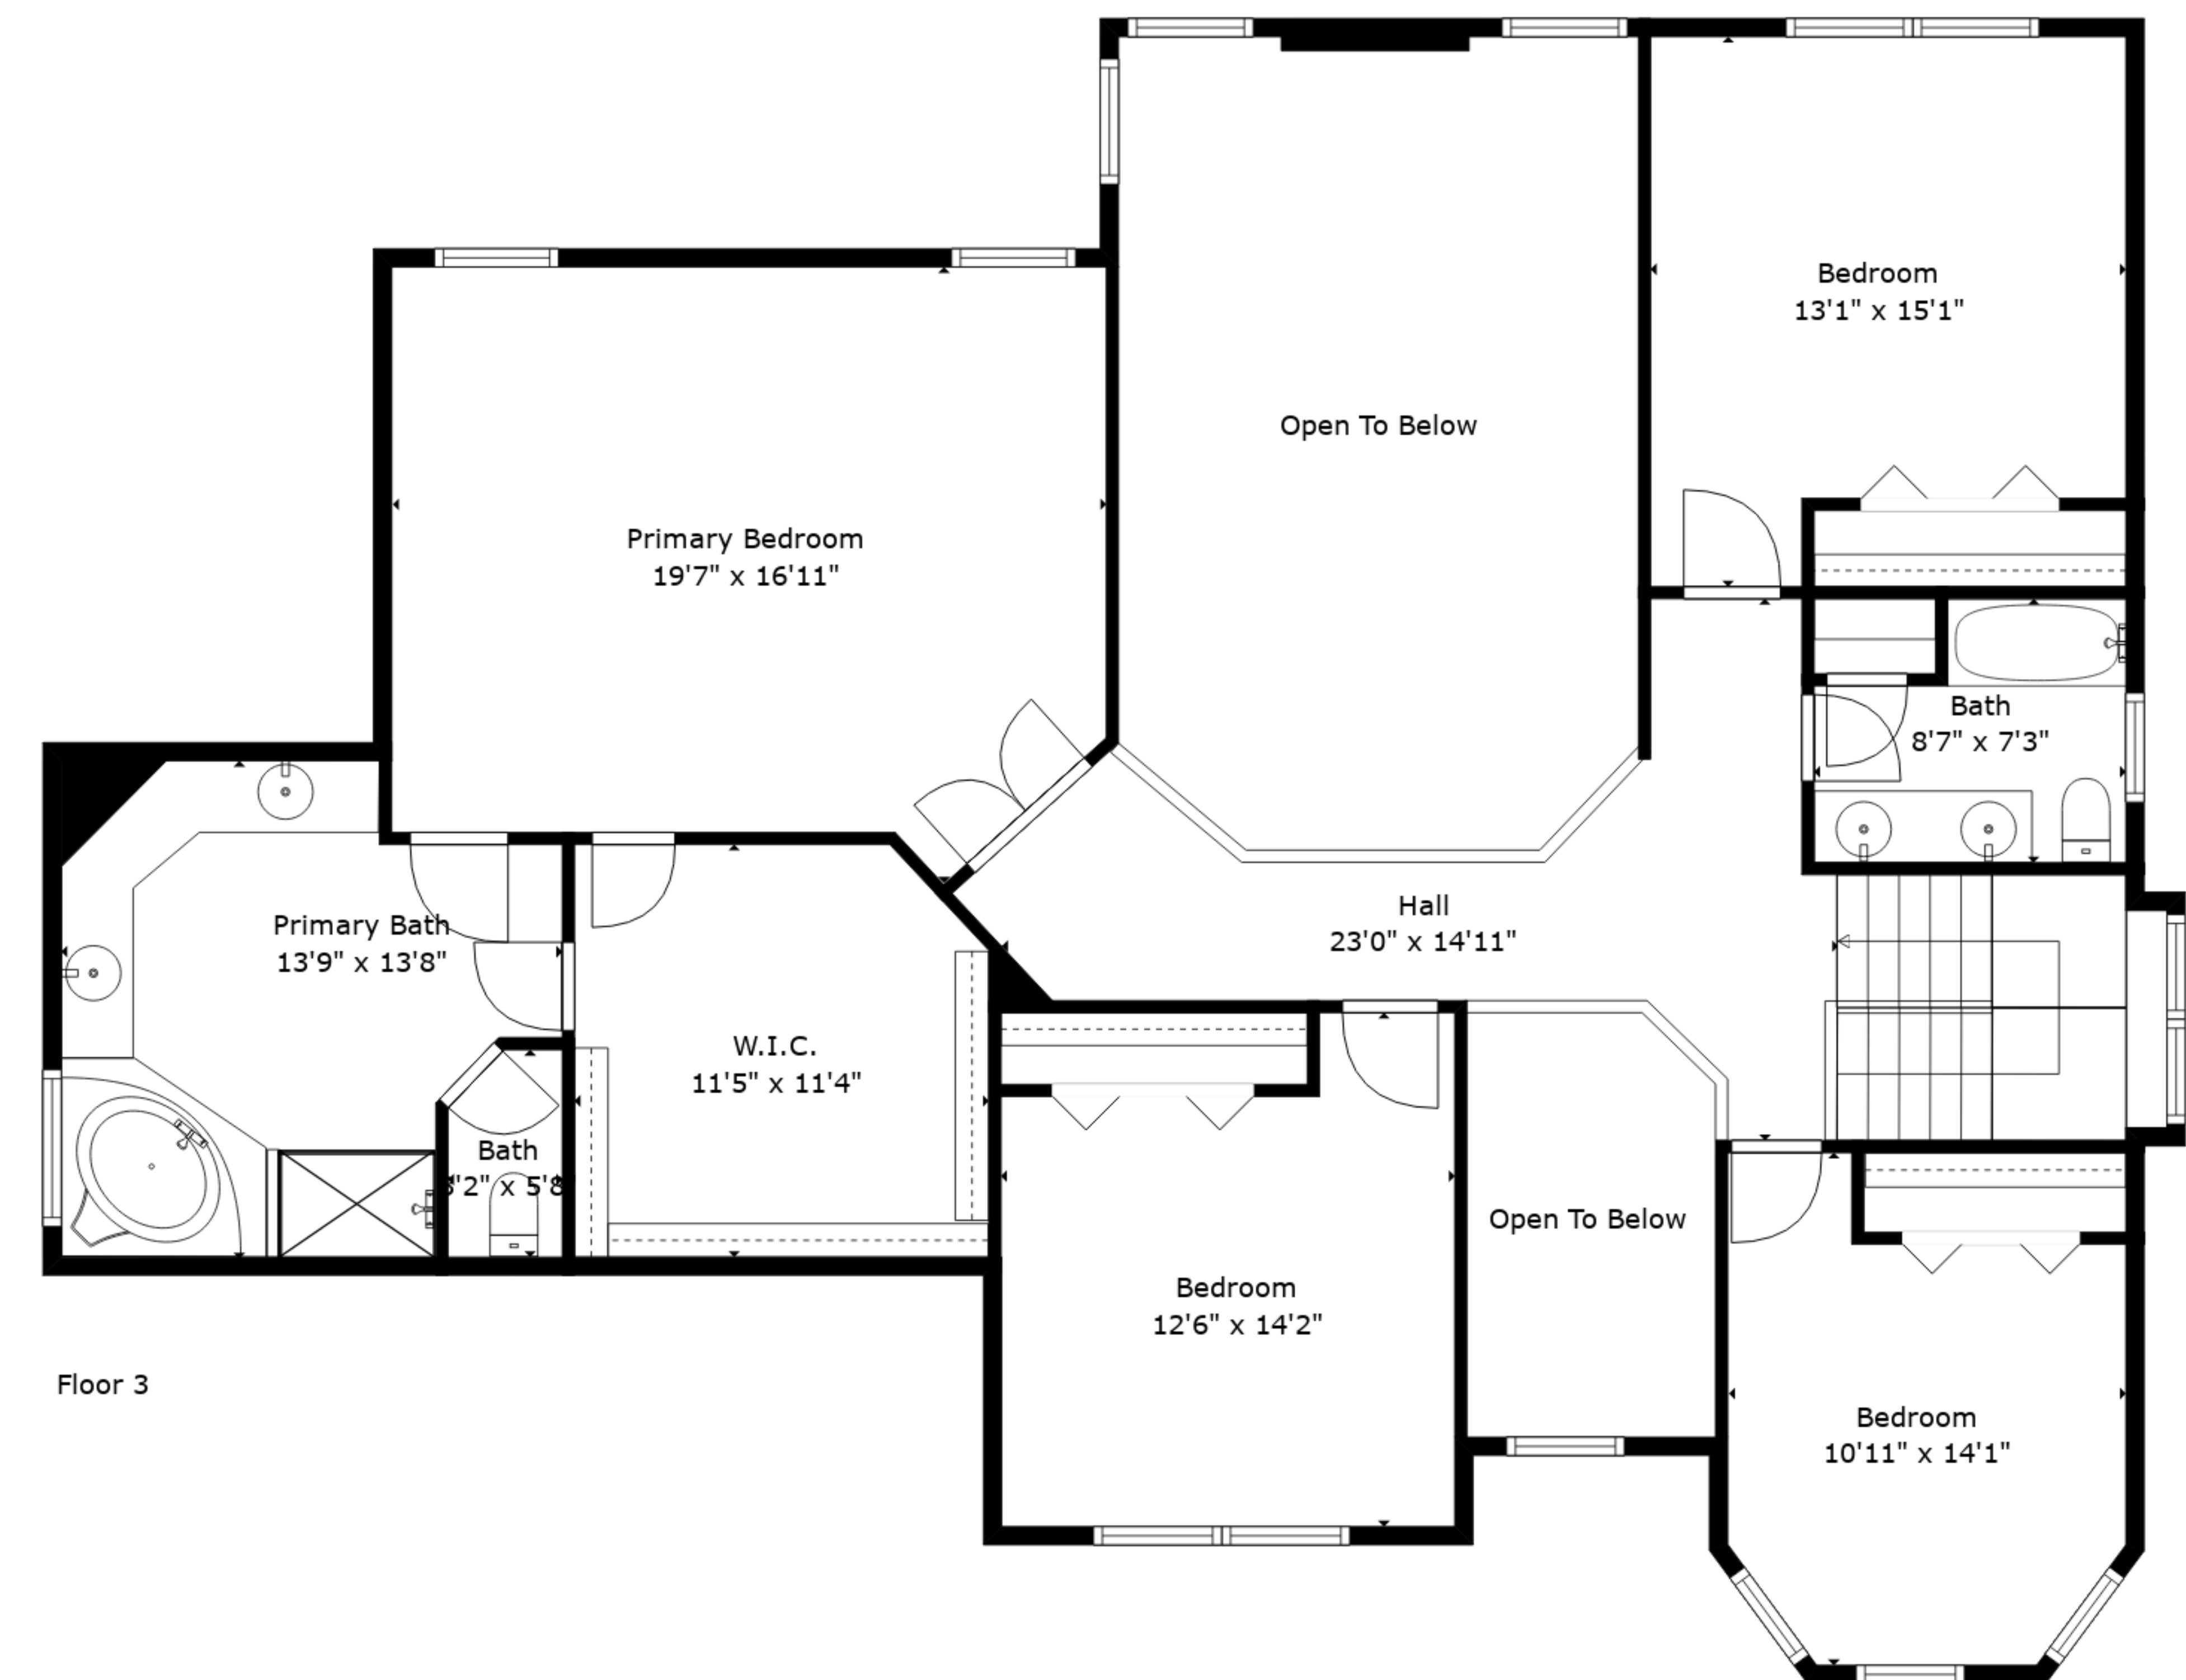 Bedroom
13'1" x 15'1"
Open To Below
Primary Bedroom
19'7" x 16'11"
Bath
8'7" x 7'3"
Hall
23'0" x 14'11"
Primary Bath
13'9" x 13'8"
W.I.C.
11'5" x 11'4"
Bath
x 5'8"
Open To Below
Bedroom
12'6" x 14'2"
Floor 3
Bedroom
10'11" x 14'1"